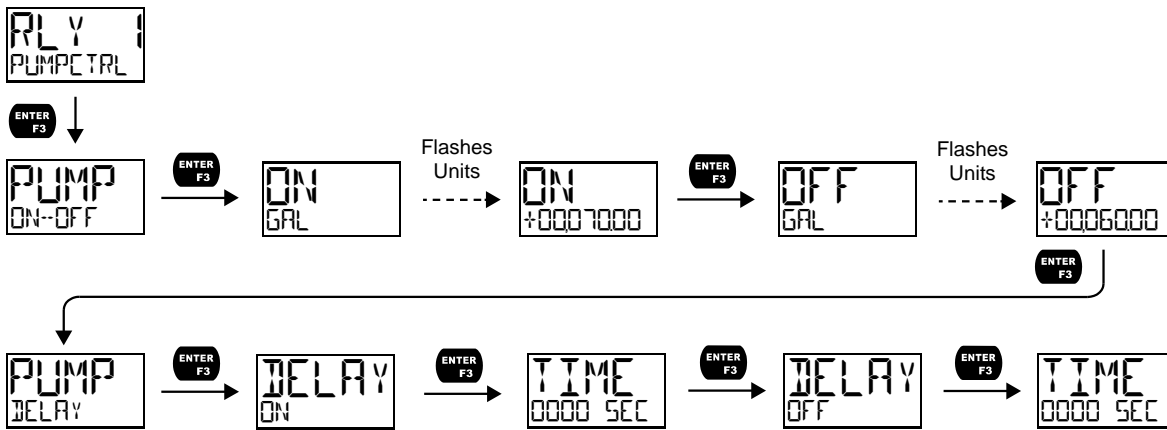 RLY 1
PUMPCTRL
ENTER
F3
PUMP
ON--OFF
ENTER
F3
ON
GAL
Flashes
Units
ON
+00,070.00
ENTER
F3
OFF
GAL
Flashes
Units
OFF
+00,060.00
ENTER
F3
PUMP
DELAY
ENTER
F3
DELAY
ON
ENTER
F3
TIME
0000 SEC
ENTER
F3
DELAY
OFF
ENTER
F3
TIME
0000 SEC